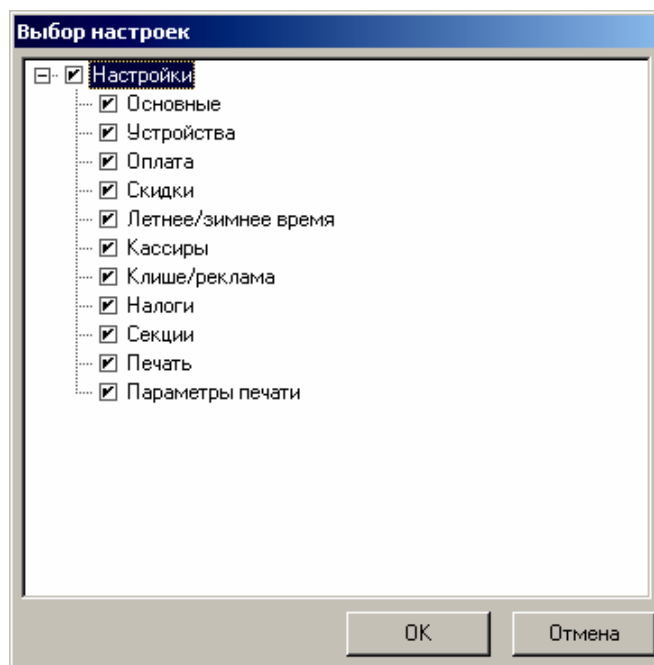 Выбор настроек
Настройки
Основные
Устройства
Оплата
Скидки
Летнее/зимнее время
Кассиры
Клише/реклама
Налоги
Секции
Печать
Параметры печати
OK
Отмена